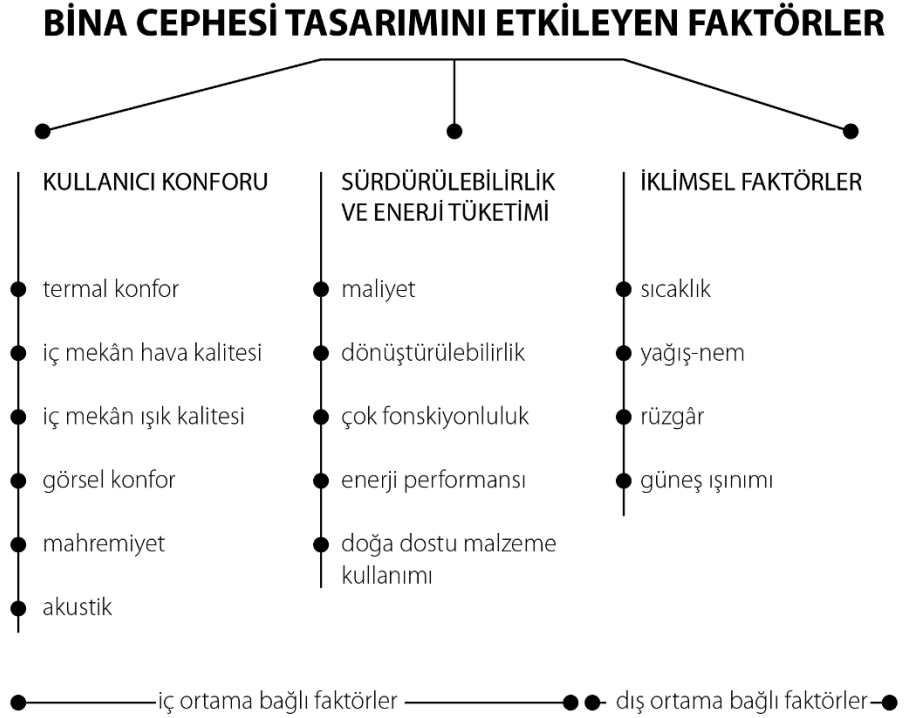 BİNA CEPHESİ TASARIMINI ETKİLEYEN FAKTÖRLER
KULLANICI KONFORU
termal konfor
iç mekân hava kalitesi
iç mekân ışık kalitesi
görsel konfor
mahremiyet
akustik
SÜRDÜRÜLEBİLİRLİK
VE ENERJİ TÜKETİMİ
maliyet
dönüştürülebilirlik
çok fonskiyonluluk
enerji performansı
doğa dostu malzeme
kullanımı
İKLİMSEL FAKTÖRLER
sıcaklık
yağış-nem
rüzgâr
güneş ışınımı
iç ortama bağlı faktörler
dış ortama bağlı faktörler